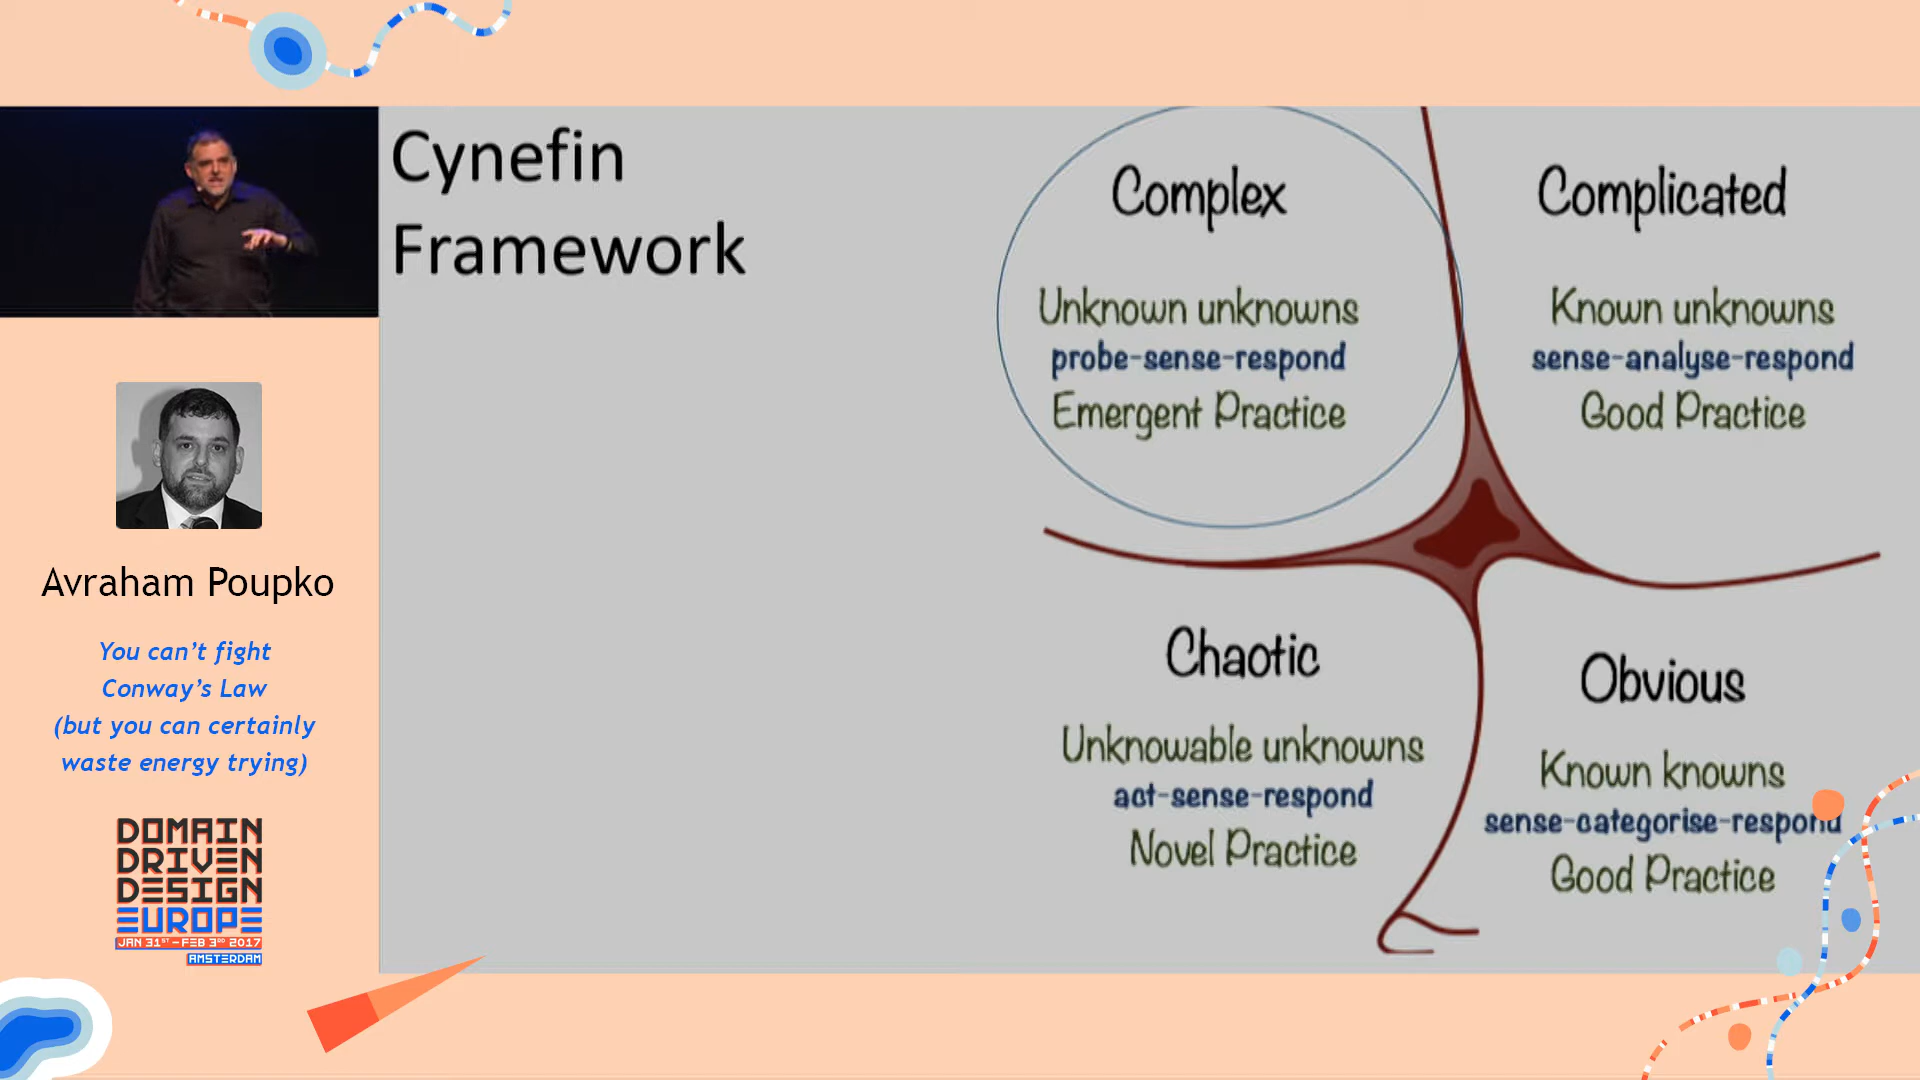 Cynefin
Framework
Complex
Unknown unknowns
probe-sense-respond
Emergent Practice
Complicated
Known unknowns
sense-analyse-respond
Good Practice
Chaotic
Unknowable unknowns
act-sense-respond
Novel Practice
Obvious
Known knowns
sense-categorise-respond
Good Practice
Avraham Poupko
You can't fight
Conway's Law
(but you can certainly
waste energy trying)
DOMAIN
DRIVEN
DESIGN
EUROPE
JAN 31ST - FEB 3RD 2017
AMSTERDAM